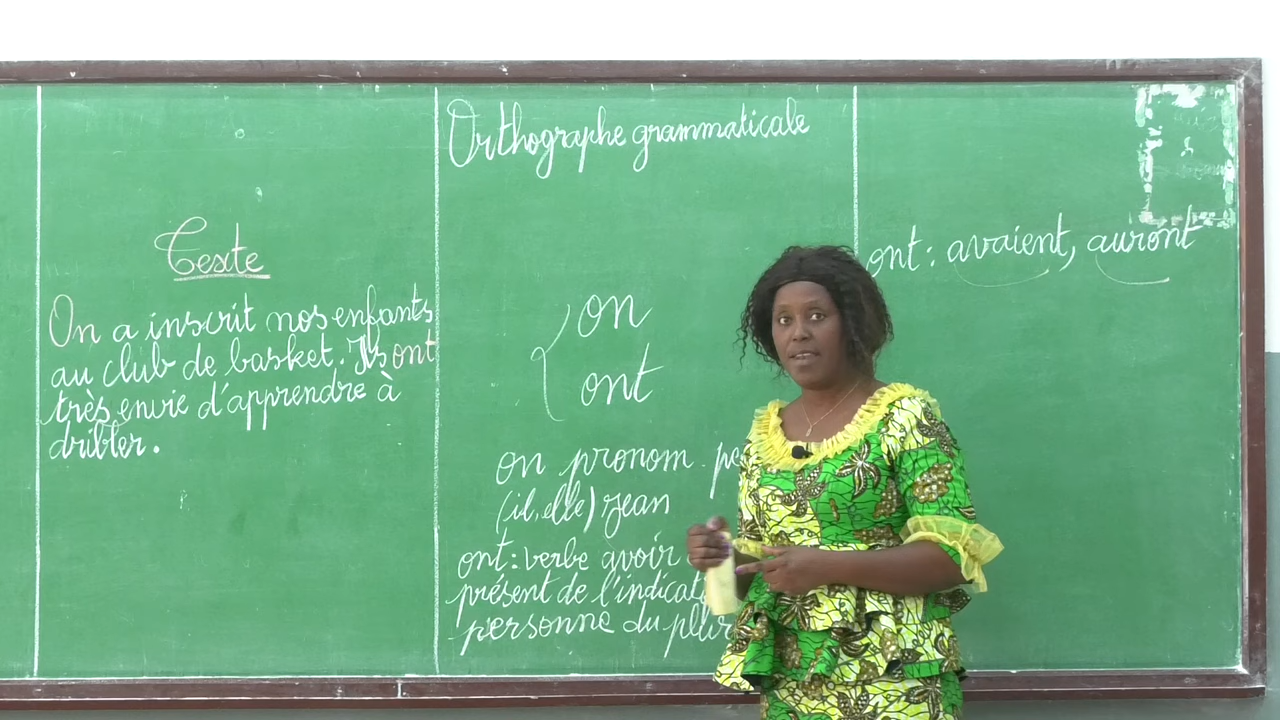 Texte
On a inscrit nos enfants
au club de basket. Ils ont
très envie d'apprendre à
dribler.
Orthographe grammaticale
on
ont
on pronom
(il, elle) Jean
ont : verbe avoir
présent de l'indicat
personne du plur
ont : avaient, auront